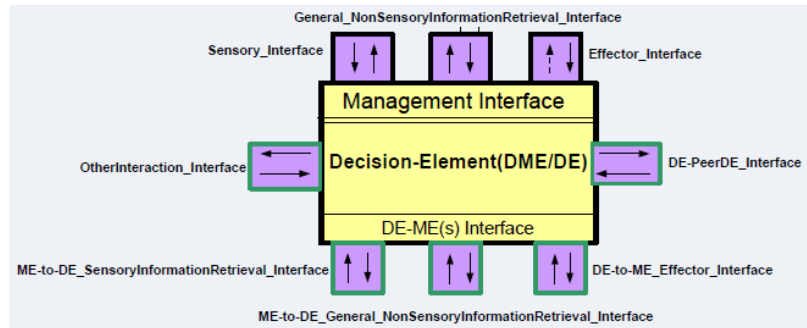 General_NonSensoryInformationRetrieval_Interface
Sensory_Interface
Effector_Interface
Management Interface
OtherInteraction_Interface
Decision-Element(DME/DE)
DE-PeerDE_Interface
DE-ME(s) Interface
ME-to-DE_SensoryInformationRetrieval_Interface
DE-to-ME_Effector_Interface
ME-to-DE_General_NonSensoryInformationRetrieval_Interface